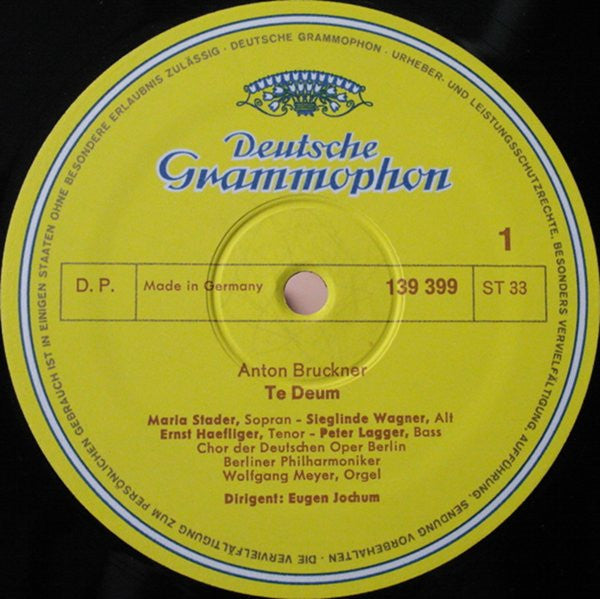 Deutsche
Grammophon
1
D. P.
Made in Germany
139 399
ST 33
Anton Bruckner
Te Deum
Maria Stader, Sopran – Sieglinde Wagner, Alt
Ernst Haefliger, Tenor – Peter Lagger, Bass
Chor der Deutschen Oper Berlin
Berliner Philharmoniker
Wolfgang Meyer, Orgel
Dirigent: Eugen Jochum
DEUTSCHE GRAMMOPHON · URHEBER- UND LEISTUNGSSCHUTZRECHTE, BESONDERS VERVIELFÄLTIGUNG, AUFFÜHRUNG, SENDUNG VORBEHALTEN · DIE VERVIELFÄLTIGUNG ZUM PERSÖNLICHEN GEBRAUCH IST IN EINIGEN STAATEN OHNE BESONDERE ERLAUBNIS ZULÄSSIG ·